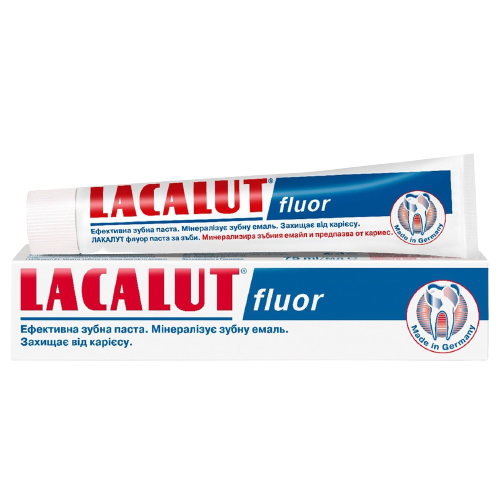 LACALUT® fluor
Ефективна зубна паста. Мінералізує зубну емаль. Захищає від карієсу.
ЛАКАЛУТ флуор паста за зъби. Минерализира зъбния емайл и предпазва от кариес.
Made in Germany
LACALUT® fluor
Ефективна зубна паста. Мінералізує зубну емаль.
Захищає від карієсу.
Made in Germany